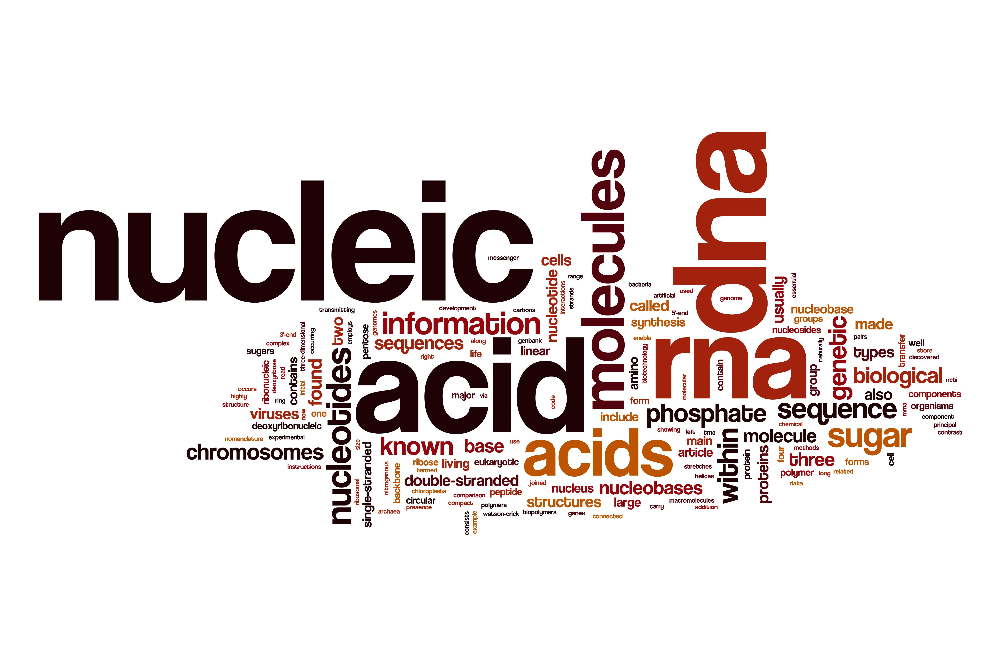 nucleic
acid
dna
rna
molecules
acids
nucleotides
information
sequences
sequence
phosphate
sugar
genetic
biological
chromosomes
known
base
within
molecule
proteins
three
double-stranded
nucleobases
nucleus
structures
large
single-stranded
found
two
viruses
one
now
deoxyribonucleic
nomenclature
experimental
instructions
structure
highly
occurs
ribonucleic
deoxyribose
read
ring
contains
initial
three-dimensional
occurring
sugars
complex
3'-end
transmitting
employs
pentose
genomes
development
carbons
along
right
life
genbank
linear
messenger
cells
nucleotide
interactions
strands
range
major
via
code
bacteria
artificial
used
called
5'-end
synthesis
enable
biotechnology
amino
form
include
genome
molecular
contain
usually
essential
nucleobase
groups
nucleosides
made
pairs
naturally
group
types
transfer
well
store
discovered
ncbi
also
components
mrna
organisms
component
principal
contrast
chemical
showing
left
trna
main
article
stretches
helices
protein
four
methods
forms
cell
polymer
long
related
data
use
size
ribose
termed
living
eukaryotic
nitrogenous
backbone
ribosomal
chloroplasts
comparison
peptide
joined
circular
presence
compact
polymers
archaea
watson-crick
biopolymers
genes
connected
carry
macromolecules
addition
consists
example